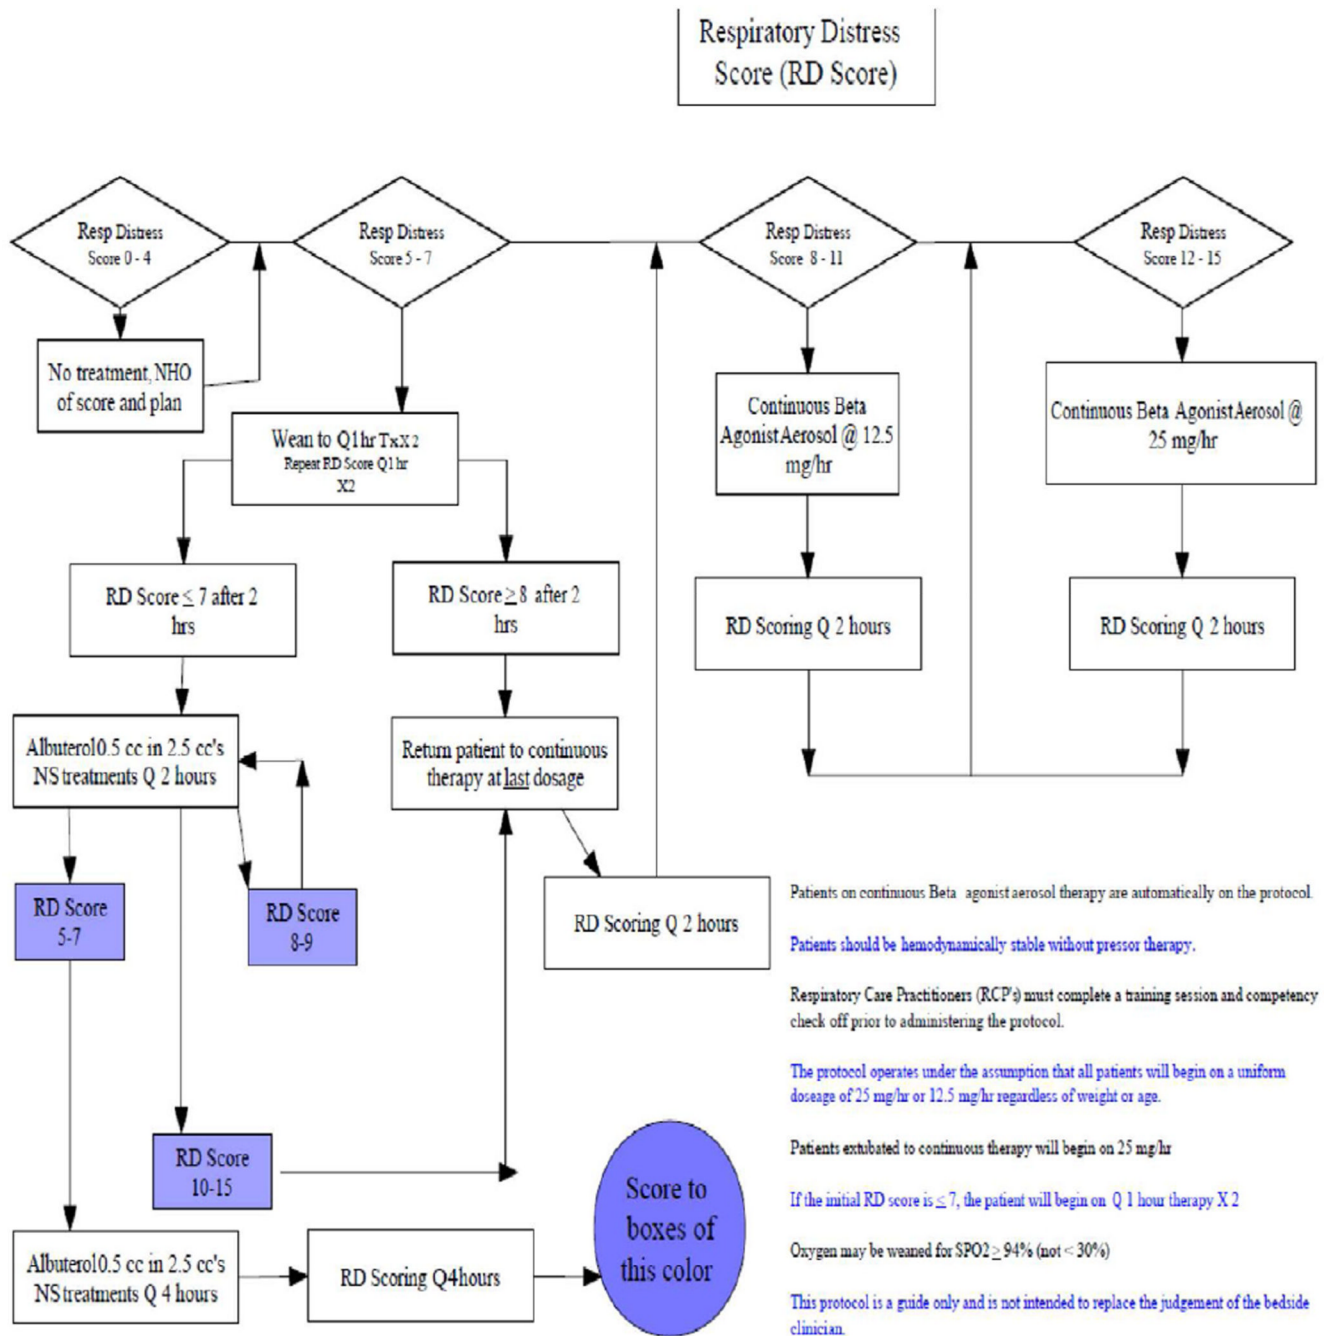 Respiratory Distress
Score (RD Score)
Resp Distress
Score 0 - 4
Resp Distress
Score 5 - 7
Resp Distress
Score 8 - 11
Resp Distress
Score 12 - 15
No treatment, NHO
of score and plan
Wean to Q1hr TxX2
Repeat RD Score Q1hr
X2
Continuous Beta
Agonist Aerosol @ 12.5
mg/hr
Continuous Beta Agonist Aerosol @
25 mg/hr
RD Score ≤ 7 after 2
hrs
RD Score ≥8 after 2
hrs
RD Scoring Q 2 hours
RD Scoring Q 2 hours
Albuterol 0.5 cc in 2.5 cc's
NS treatments Q 2 hours
Return patient to continuous
therapy at last dosage
RD Score
5-7
RD Score
8-9
RD Scoring Q 2 hours
RD Score
10-15
Albuterol 0.5 cc in 2.5 cc's
NS treatments Q 4 hours
RD Scoring Q4hours
Score to
boxes of
this color
Patients on continuous Beta agonist aerosol therapy are automatically on the protocol.
Patients should be hemodynamically stable without pressor therapy.
Respiratory Care Practitioners (RCP's) must complete a training session and competency
check off prior to administering the protocol.
The protocol operates under the assumption that all patients will begin on a uniform
doseage of 25 mg/hr or 12.5 mg/hr regardless of weight or age.
Patients extubated to continuous therapy will begin on 25 mg/hr
If the initial RD score is ≤ 7, the patient will begin on Q 1 hour therapy X 2
Oxygen may be weaned for SPO2 ≥ 94% (not < 30%)
This protocol is a guide only and is not intended to replace the judgement of the bedside
clinician.